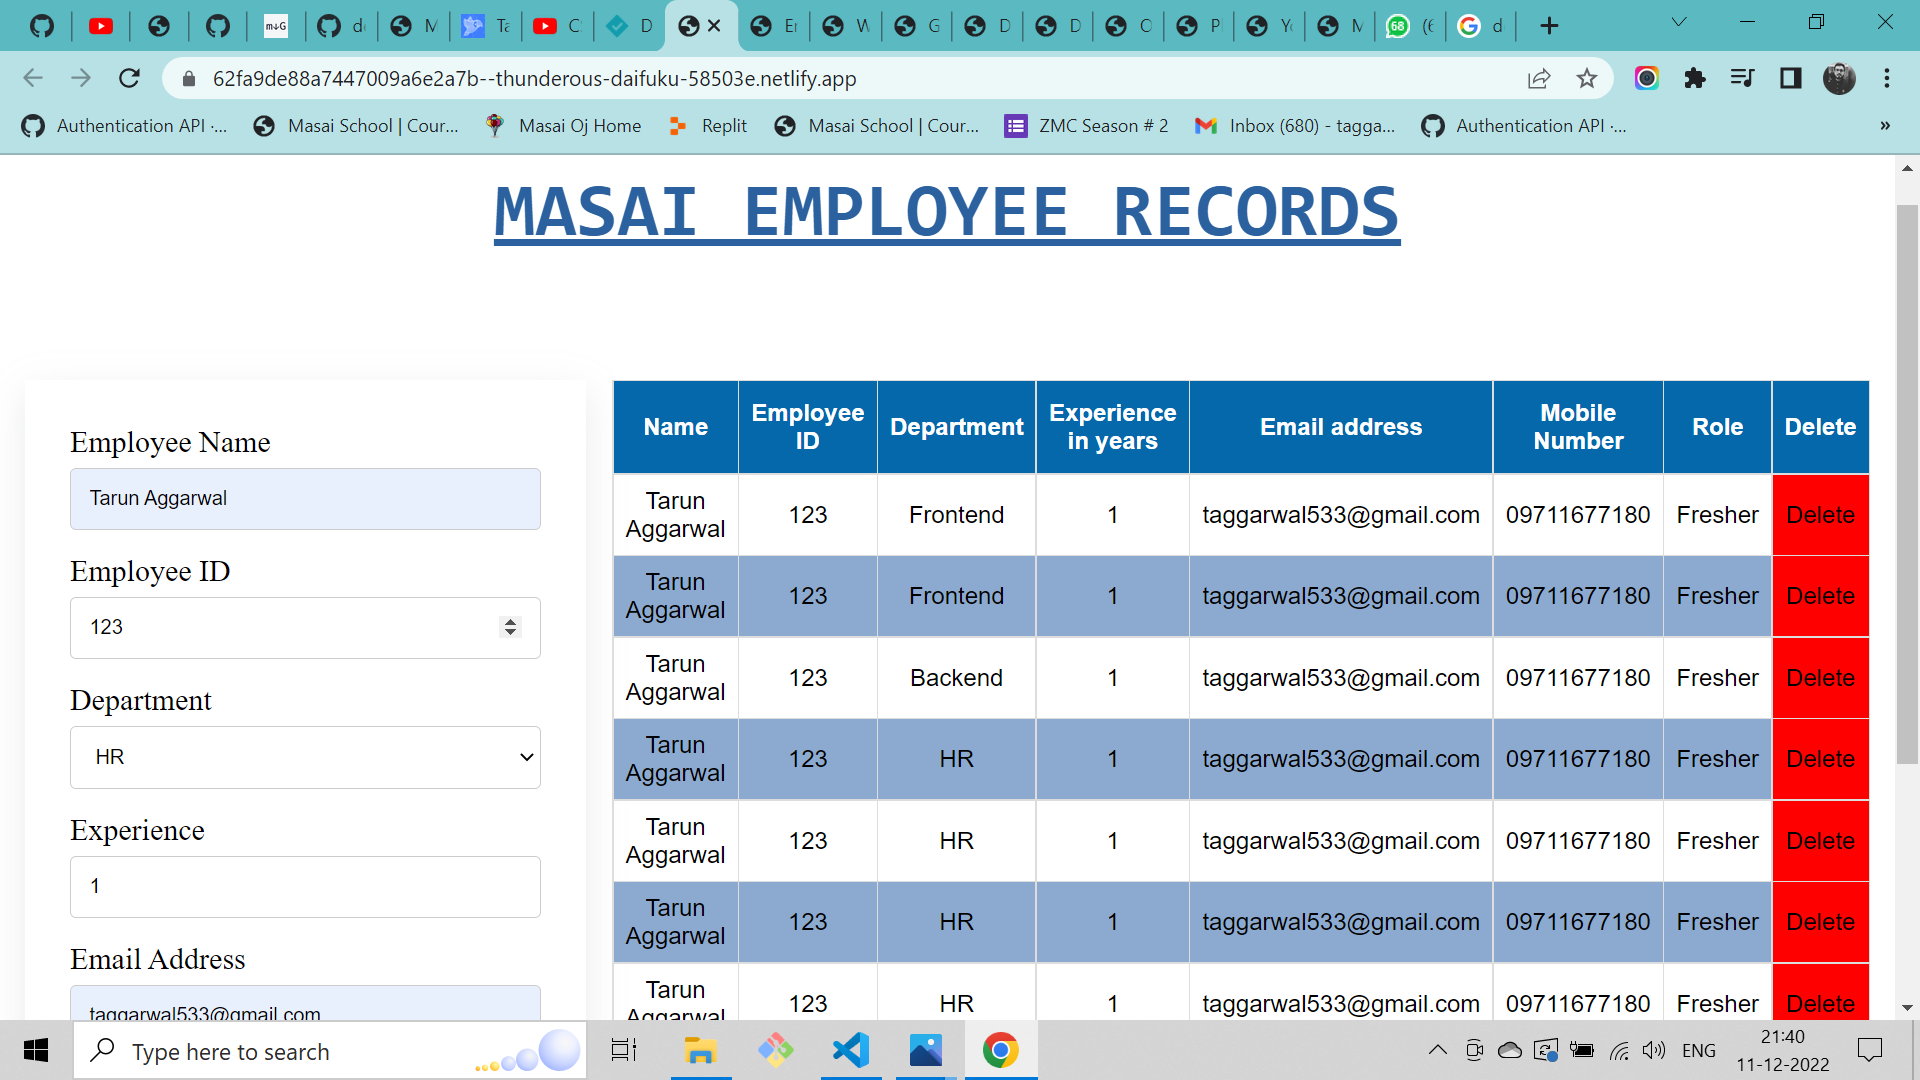 M↓G
de
M
Ta
C
D
Er
W
G
D
D
O
P
Yo
M
68
(6
d
62fa9de88a7447009a6e2a7b--thunderous-daifuku-58503e.netlify.app
Authentication API ·... Masai School | Cour... Masai Oj Home Replit Masai School | Cour... ZMC Season # 2 Inbox (680) - tagga... Authentication API ·... »
MASAI EMPLOYEE RECORDS
Employee Name
Tarun Aggarwal
Employee ID
123
Department
HR
Experience
1
Email Address
taggarwal533@gmail.com
Name Employee ID Department Experience in years Email address Mobile Number Role Delete
Tarun Aggarwal 123 Frontend 1 taggarwal533@gmail.com 09711677180 Fresher Delete
Tarun Aggarwal 123 Frontend 1 taggarwal533@gmail.com 09711677180 Fresher Delete
Tarun Aggarwal 123 Backend 1 taggarwal533@gmail.com 09711677180 Fresher Delete
Tarun Aggarwal 123 HR 1 taggarwal533@gmail.com 09711677180 Fresher Delete
Tarun Aggarwal 123 HR 1 taggarwal533@gmail.com 09711677180 Fresher Delete
Tarun Aggarwal 123 HR 1 taggarwal533@gmail.com 09711677180 Fresher Delete
Tarun Aggarwal 123 HR 1 taggarwal533@gmail.com 09711677180 Fresher Delete
Type here to search
ENG
21:40
11-12-2022